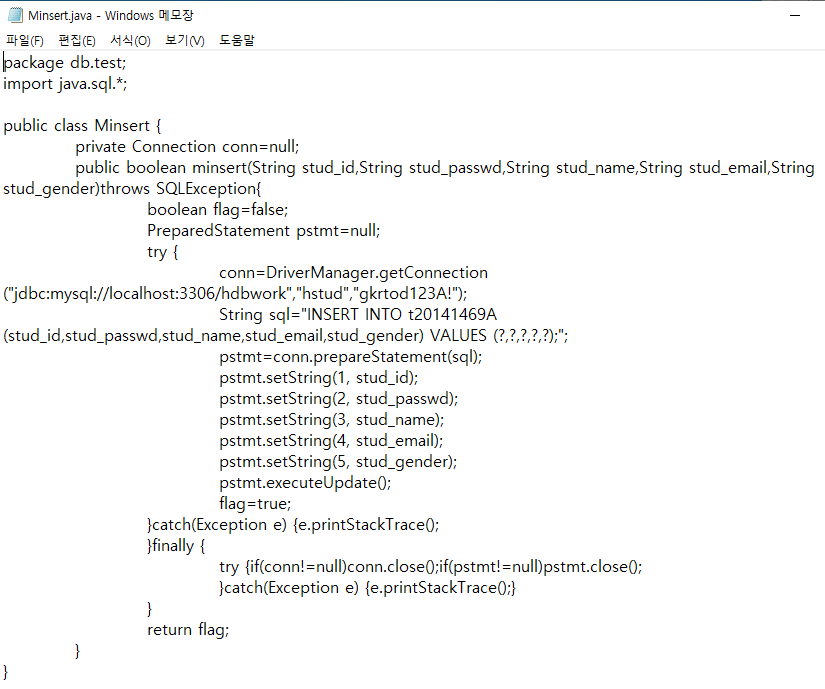 Minsert.java - Windows 메모장
파일(F) 편집(E) 서식(O) 보기(V) 도움말
package db.test;
import java.sql.*;
public class Minsert {
private Connection conn=null;
public boolean minsert(String stud_id,String stud_passwd,String stud_name,String stud_email,String
stud_gender)throws SQLException{
boolean flag=false;
PreparedStatement pstmt=null;
try {
conn=DriverManager.getConnection
("jdbc:mysql://localhost:3306/hdbwork","hstud","gkrtod123A!");
String sql="INSERT INTO t20141469A
(stud_id,stud_passwd,stud_name,stud_email,stud_gender) VALUES (?,?,?,?,?);";
pstmt=conn.prepareStatement(sql);
pstmt.setString(1, stud_id);
pstmt.setString(2, stud_passwd);
pstmt.setString(3, stud_name);
pstmt.setString(4, stud_email);
pstmt.setString(5, stud_gender);
pstmt.executeUpdate();
flag=true;
}catch(Exception e) {e.printStackTrace();
}finally {
try {if(conn!=null)conn.close();if(pstmt!=null)pstmt.close();
}catch(Exception e) {e.printStackTrace();}
}
return flag;
}
}